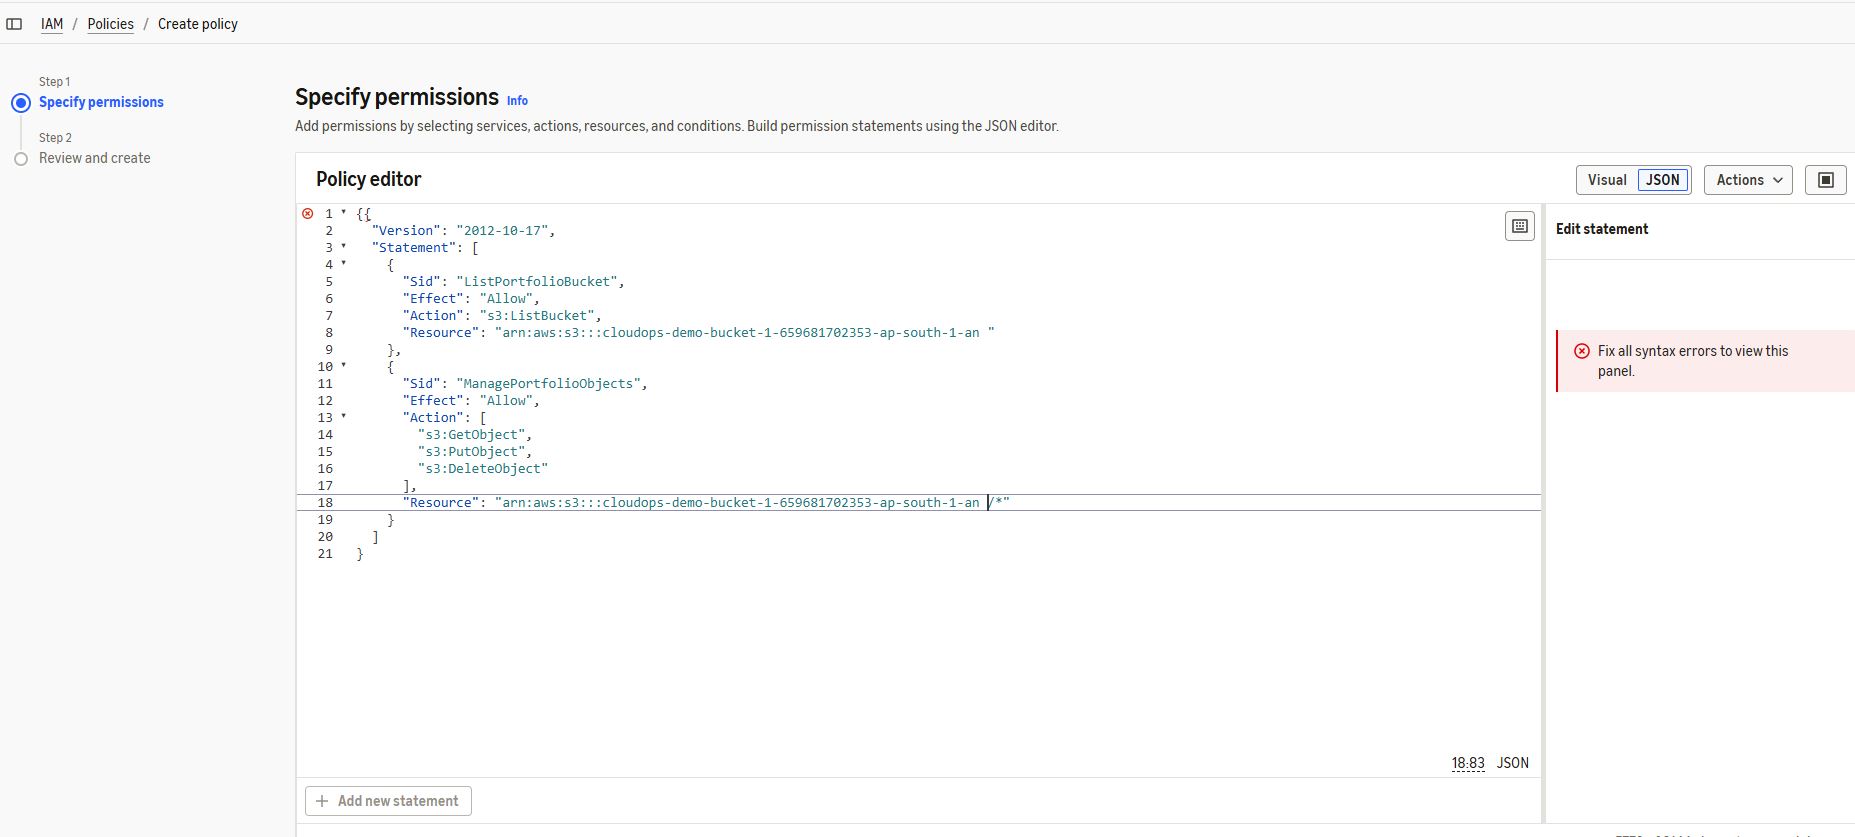 IAM / Policies / Create policy
Step 1
Specify permissions
Step 2
Review and create
Specify permissions Info
Add permissions by selecting services, actions, resources, and conditions. Build permission statements using the JSON editor.
Policy editor
Visual JSON Actions
1 {{
2 "Version": "2012-10-17",
3 "Statement": [
4 {
5 "Sid": "ListPortfolioBucket",
6 "Effect": "Allow",
7 "Action": "s3:ListBucket",
8 "Resource": "arn:aws:s3:::cloudops-demo-bucket-1-659681702353-ap-south-1-an "
9 },
10 {
11 "Sid": "ManagePortfolioObjects",
12 "Effect": "Allow",
13 "Action": [
14 "s3:GetObject",
15 "s3:PutObject",
16 "s3:DeleteObject"
17 ],
18 "Resource": "arn:aws:s3:::cloudops-demo-bucket-1-659681702353-ap-south-1-an /*"
19 }
20 ]
21 }
18:83 JSON
Add new statement
Edit statement
Fix all syntax errors to view this
panel.